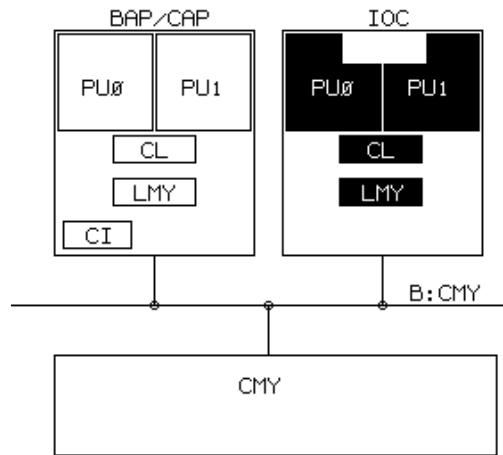 BAP/CAP IOC
PUØ PU1 PUØ PU1
CL CL
LMY LMY
CI
B:CMY
CMY